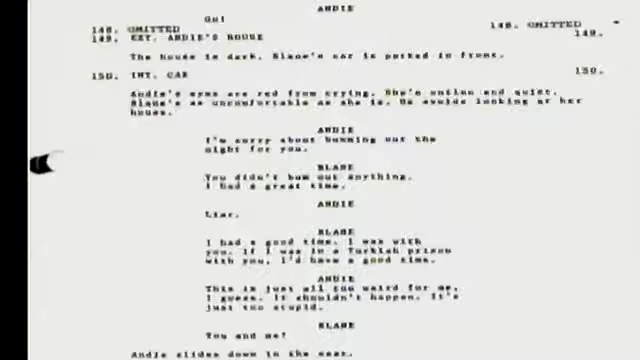 ANDIE
Go!
148. OMITTED 148. OMITTED
149. EXT. ANDIE'S HOUSE 149.
The house is dark. Blane's car is parked in front.
150. INT. CAR 150.
Andie's eyes are red from crying. She's sullen and quiet.
Blane's as uncomfortable as she is. He avoids looking at her
house.
ANDIE
I'm sorry about bumming out the
night for you.
BLANE
You didn't bum out anything.
I had a great time.
ANDIE
Liar.
BLANE
I had a good time. I was with
you. If I was in a Turkish prison
with you, I'd have a good time.
ANDIE
This is just all too weird for me,
I guess. It shouldn't happen. It's
just too stupid.
BLANE
You and me?
Andie slides down in the seat.